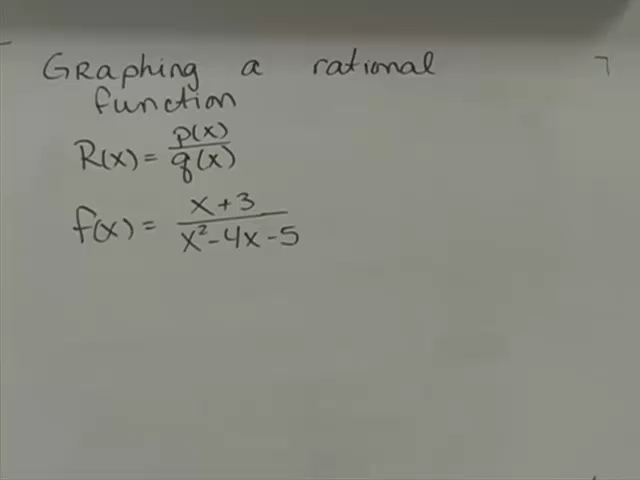 Graphing a rational
function
R(x) = p(x)/q(x)
f(x) = x+3/x²-4x-5